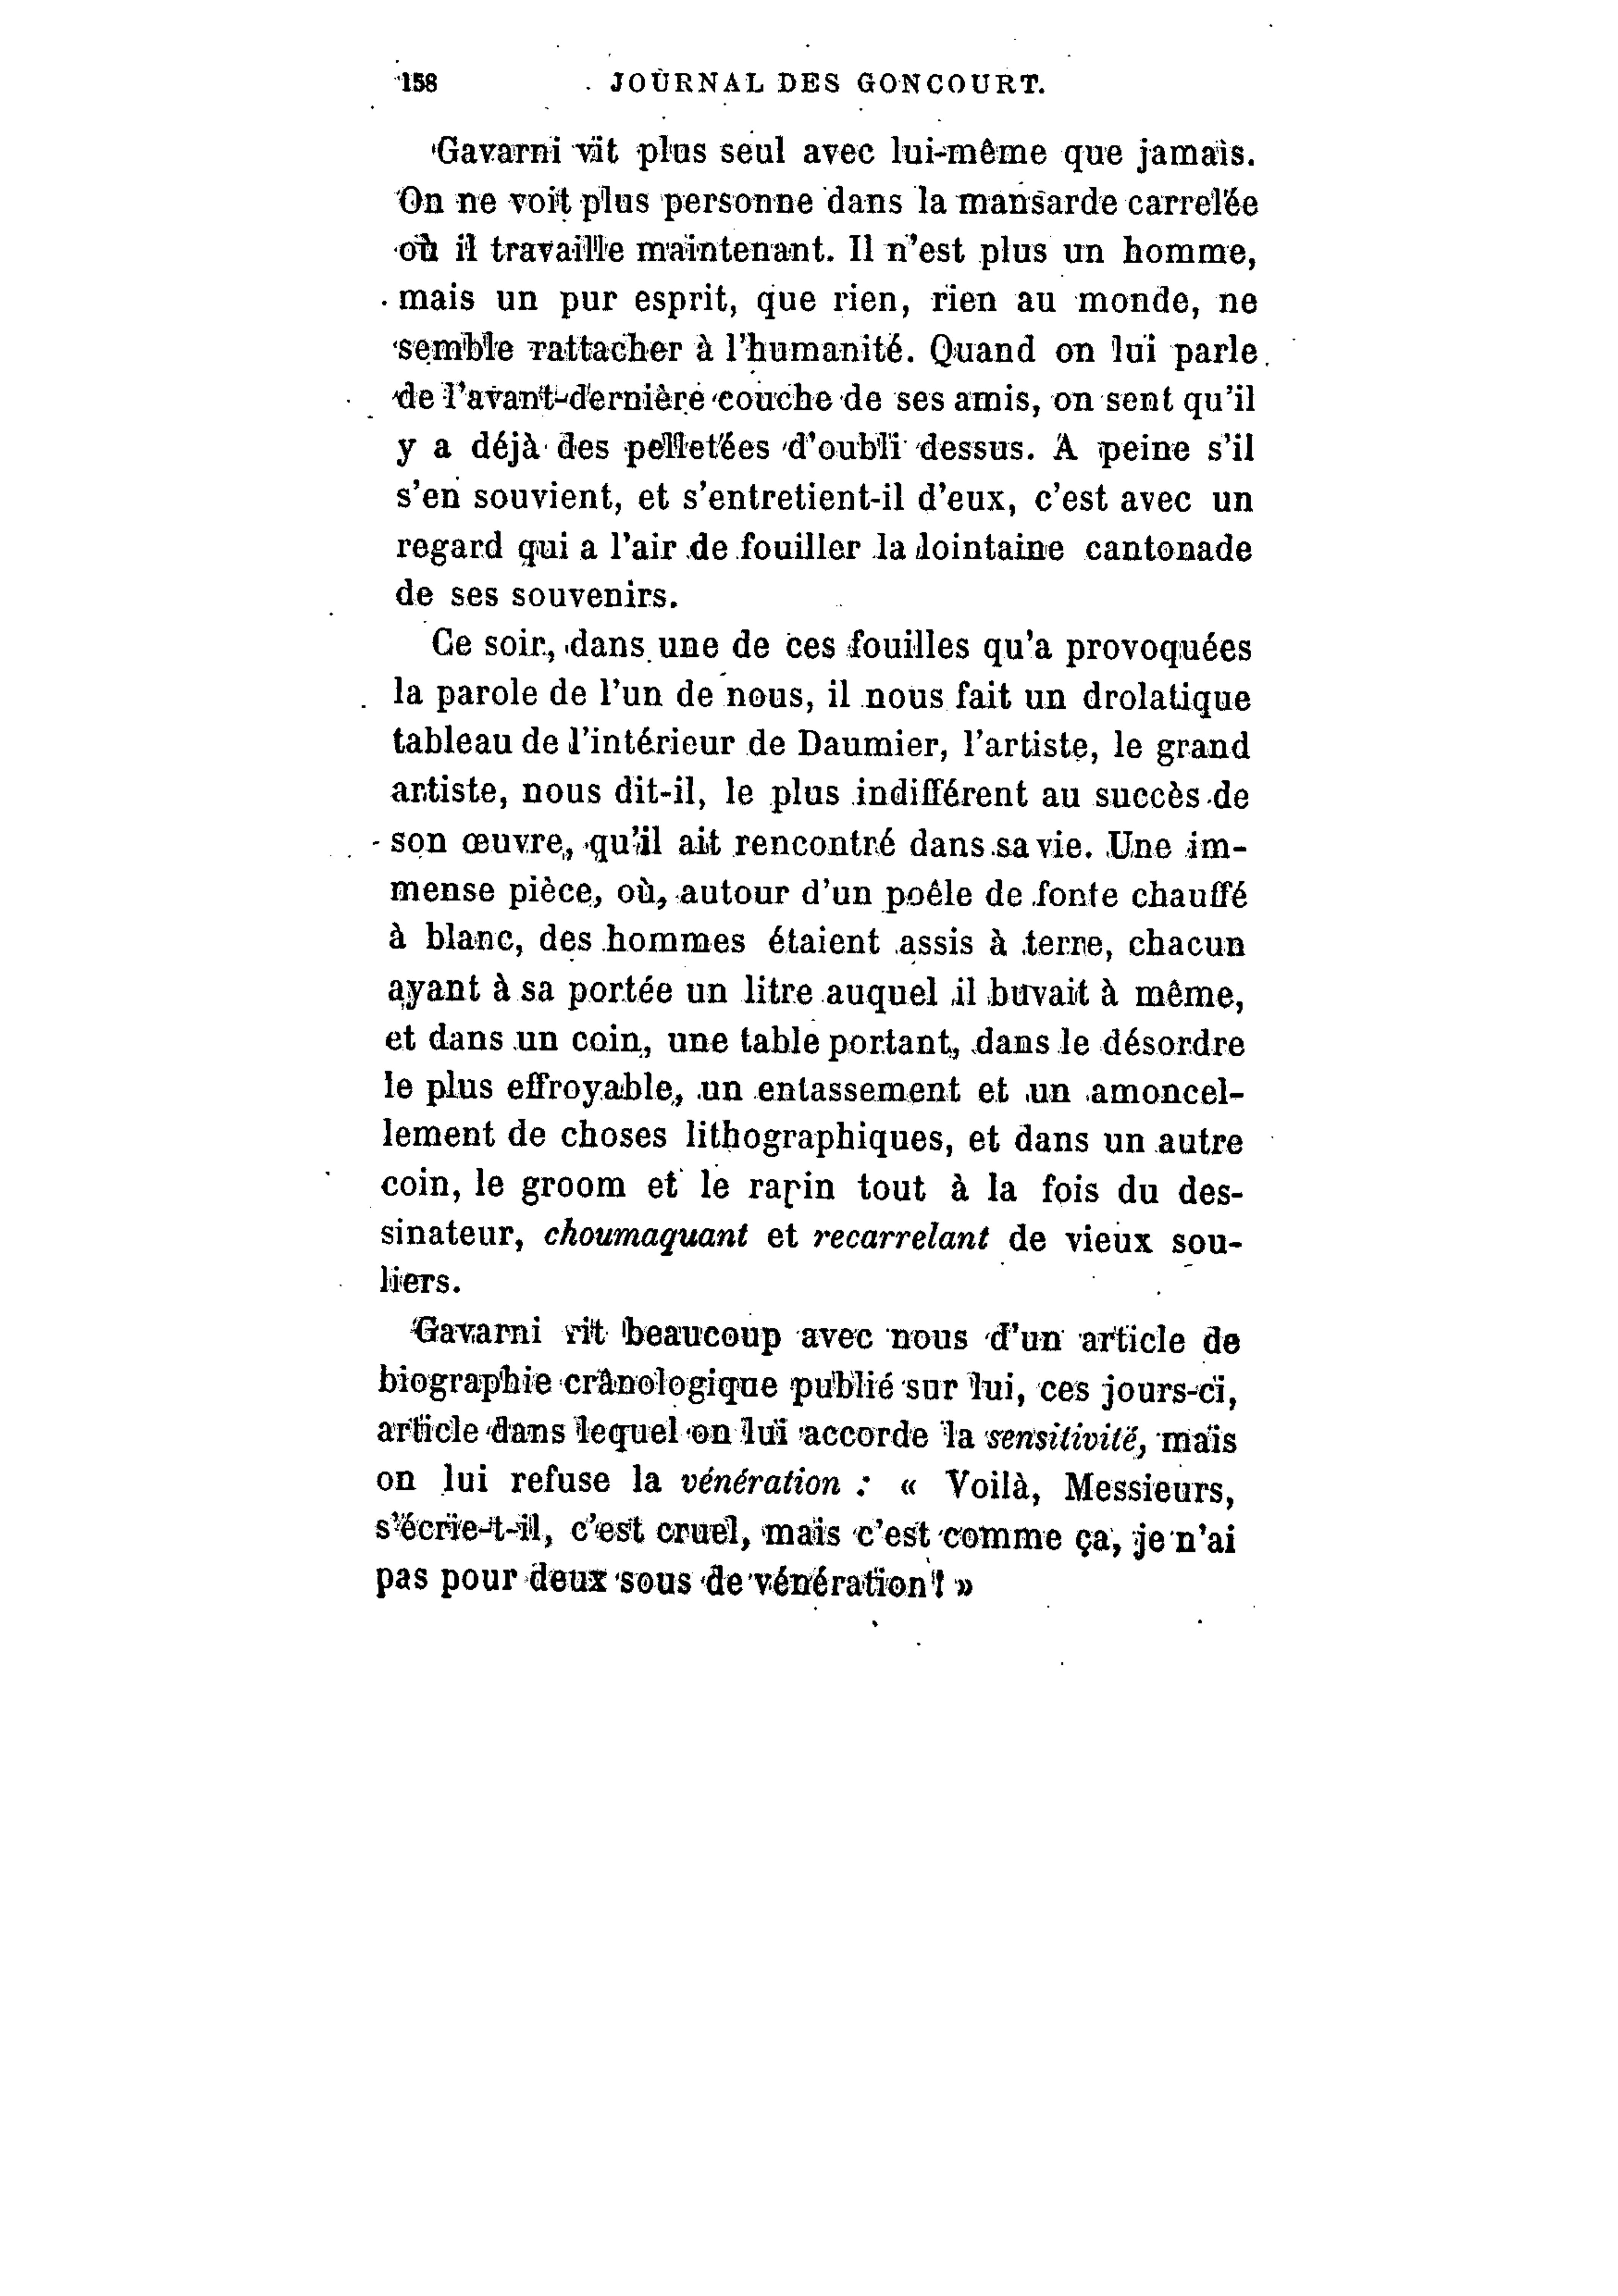 158 JOURNAL DES GONCOURT.
Gavarni vit plus seul avec lui-même que jamais.
On ne voit plus personne dans la mansarde carrelée
où il travaille maintenant. Il n'est plus un homme,
mais un pur esprit, que rien, rien au monde, ne
semble rattacher à l'humanité. Quand on lui parle
de l'avant-dernière couche de ses amis, on sent qu'il
y a déjà des pelletées d'oubli dessus. A peine s'il
s'en souvient, et s'entretient-il d'eux, c'est avec un
regard qui a l'air de fouiller la lointaine cantonade
de ses souvenirs.
Ce soir, dans une de ces fouilles qu'a provoquées
la parole de l'un de nous, il nous fait un drolatique
tableau de l'intérieur de Daumier, l'artiste, le grand
artiste, nous dit-il, le plus indifférent au succès de
son œuvre, qu'il ait rencontré dans sa vie. Une im-
mense pièce, où, autour d'un poêle de fonte chauffé
à blanc, des hommes étaient assis à terre, chacun
ayant à sa portée un litre auquel il buvait à même,
et dans un coin, une table portant, dans le désordre
le plus effroyable, un entassement et un amoncel-
lement de choses lithographiques, et dans un autre
coin, le groom et le rapin tout à la fois du des-
sinateur, choumaquant et recarrelant de vieux sou-
liers.
Gavarni rit beaucoup avec nous d'un article de
biographie crânologique publié sur lui, ces jours-ci,
article dans lequel on lui accorde la sensitivité, mais
on lui refuse la vénération : « Voilà, Messieurs,
s'écrie-t-il, c'est cruel, mais c'est comme ça, je n'ai
pas pour deux sous de vénération ! »